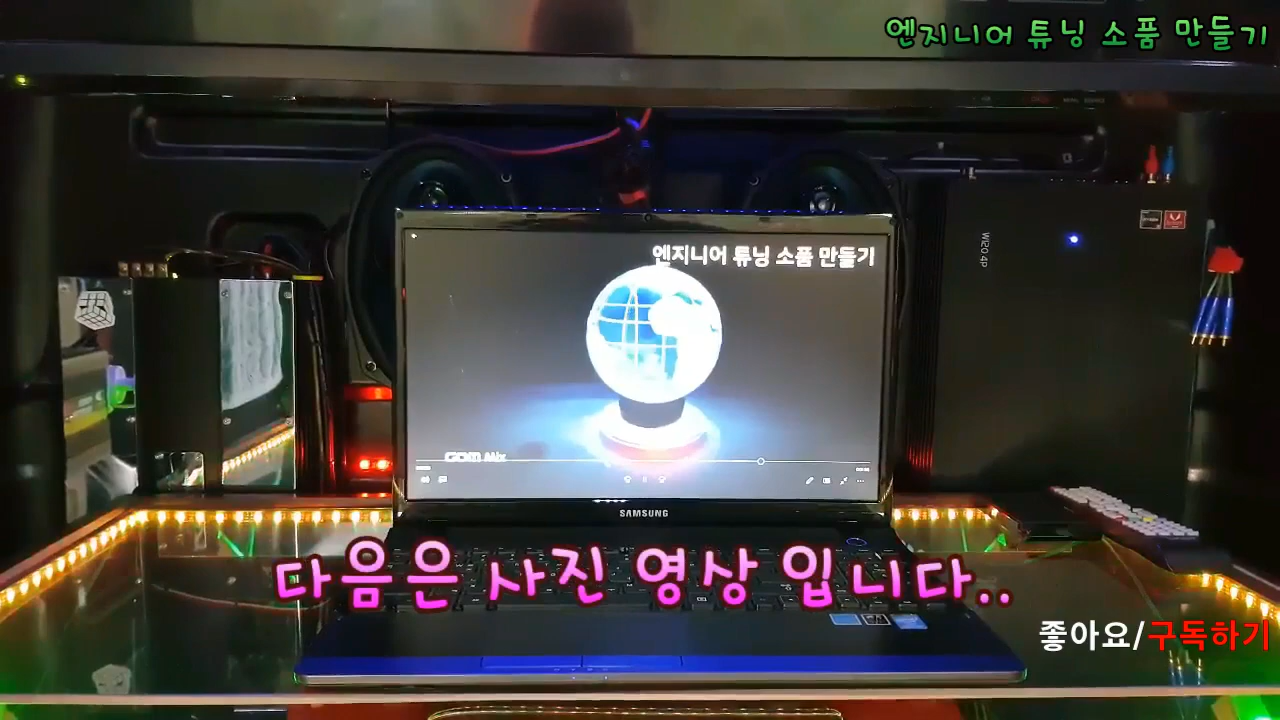 엔지니어 튜닝 소품 만들기
W120 4P
엔지니어 튜닝 소품 만들기
GOM Mix
SAMSUNG
다음은 사진 영상 입니다..
좋아요/구독하기